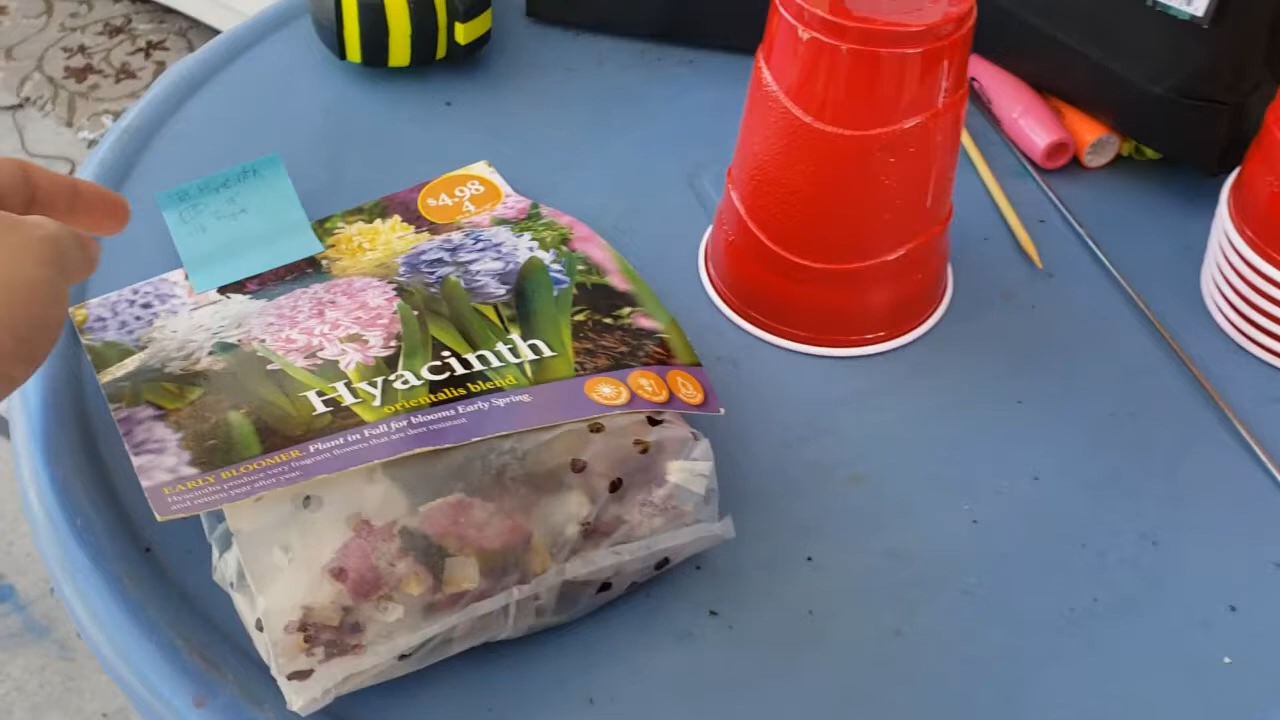 Hyacinth
$4.98
4
Hyacinth
orientalis blend
EARLY BLOOMER. Plant in Fall for blooms Early Spring.
Hyacinths produce very fragrant flowers that are deer resistant
and return year after year.